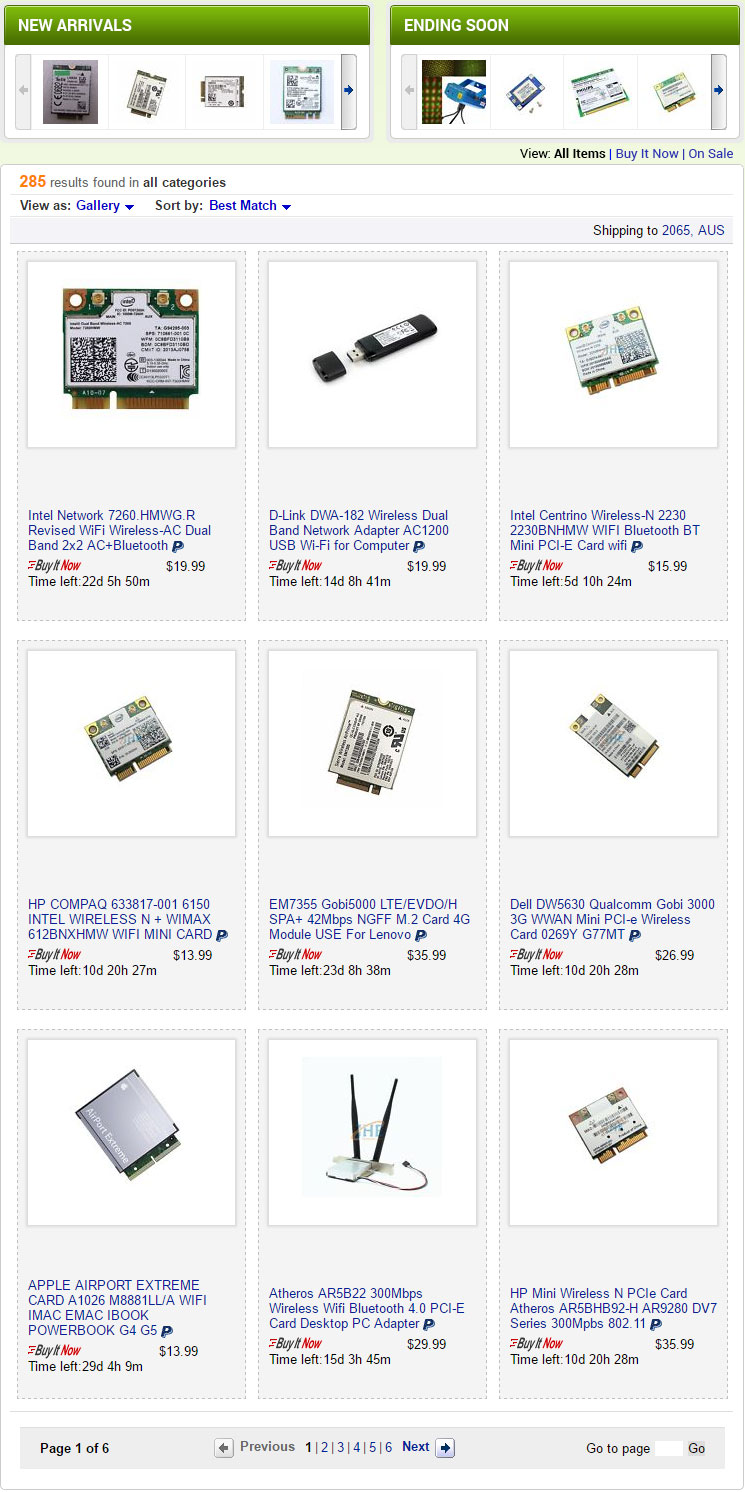 NEW ARRIVALS
ENDING SOON
View: All Items | Buy It Now | On Sale
285 results found in all categories
View as: Gallery Sort by: Best Match
Shipping to 2065, AUS
Intel Network 7260.HMWG.R
Revised WiFi Wireless-AC Dual
Band 2x2 AC+Bluetooth
Buy It Now $19.99
Time left:22d 5h 50m
D-Link DWA-182 Wireless Dual
Band Network Adapter AC1200
USB Wi-Fi for Computer
Buy It Now $19.99
Time left:14d 8h 41m
Intel Centrino Wireless-N 2230
2230BNHMW WIFI Bluetooth BT
Mini PCI-E Card wifi
Buy It Now $15.99
Time left:5d 10h 24m
HP COMPAQ 633817-001 6150
INTEL WIRELESS N + WIMAX
612BNXHMW WIFI MINI CARD
Buy It Now $13.99
Time left:10d 20h 27m
EM7355 Gobi5000 LTE/EVDO/H
SPA+ 42Mbps NGFF M.2 Card 4G
Module USE For Lenovo
Buy It Now $35.99
Time left:23d 8h 38m
Dell DW5630 Qualcomm Gobi 3000
3G WWAN Mini PCI-e Wireless
Card 0269Y G77MT
Buy It Now $26.99
Time left:10d 20h 28m
AirPort Extreme
APPLE AIRPORT EXTREME
CARD A1026 M8881LL/A WIFI
IMAC EMAC IBOOK
POWERBOOK G4 G5
Buy It Now $13.99
Time left:29d 4h 9m
Atheros AR5B22 300Mbps
Wireless Wifi Bluetooth 4.0 PCI-E
Card Desktop PC Adapter
Buy It Now $29.99
Time left:15d 3h 45m
HP Mini Wireless N PCIe Card
Atheros AR5BHB92-H AR9280 DV7
Series 300Mpbs 802.11
Buy It Now $35.99
Time left:10d 20h 28m
Page 1 of 6
Previous 1 | 2 | 3 | 4 | 5 | 6 Next
Go to page Go